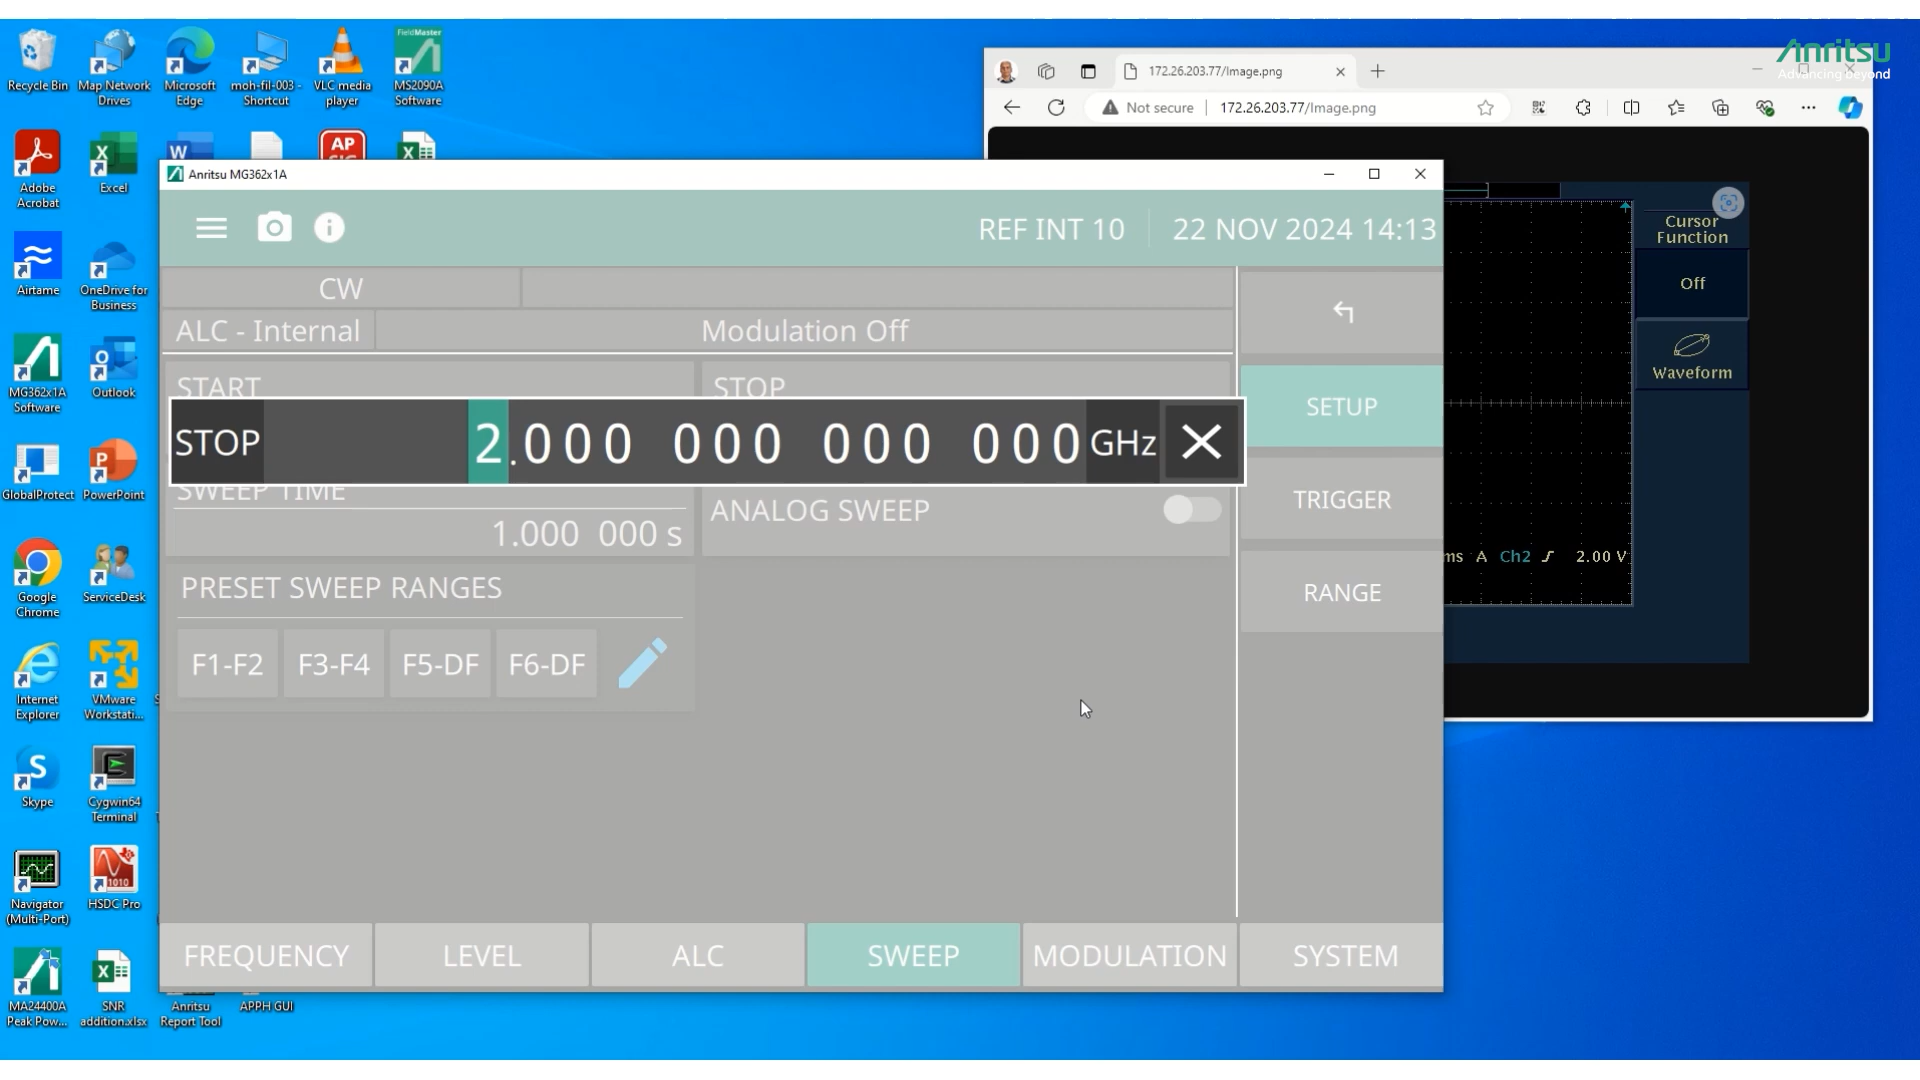 Recycle Bin
Map Network Drives
Microsoft Edge
moh-fil-003 - Shortcut
VLC media player
FieldMaster
MS2090A Software
Anritsu
Advancing beyond
172.26.203.77/Image.png
Not secure
172.26.203.77/Image.png
Adobe Acrobat
Excel
AP
Anritsu MG362x1A
REF INT 10
22 NOV 2024 14:13
CW
ALC - Internal
Modulation Off
START
STOP
STOP
2.000 000 000 000 GHz
SWEEP TIME
1.000 000 s
ANALOG SWEEP
PRESET SWEEP RANGES
F1-F2
F3-F4
F5-DF
F6-DF
SETUP
TRIGGER
RANGE
FREQUENCY
LEVEL
ALC
SWEEP
MODULATION
SYSTEM
Cursor Function
Off
Waveform
ms A Ch2 2.00 V
Airtame
OneDrive for Business
MG362x1A Software
Outlook
GlobalProtect
PowerPoint
Google Chrome
ServiceDesk
Internet Explorer
VMware Workstati...
Skype
Cygwin64 Terminal
Navigator (Multi-Port)
1010
HSDC Pro
MA24400A Peak Pow...
SNR addition.xlsx
Anritsu Report Tool
APPH GUI